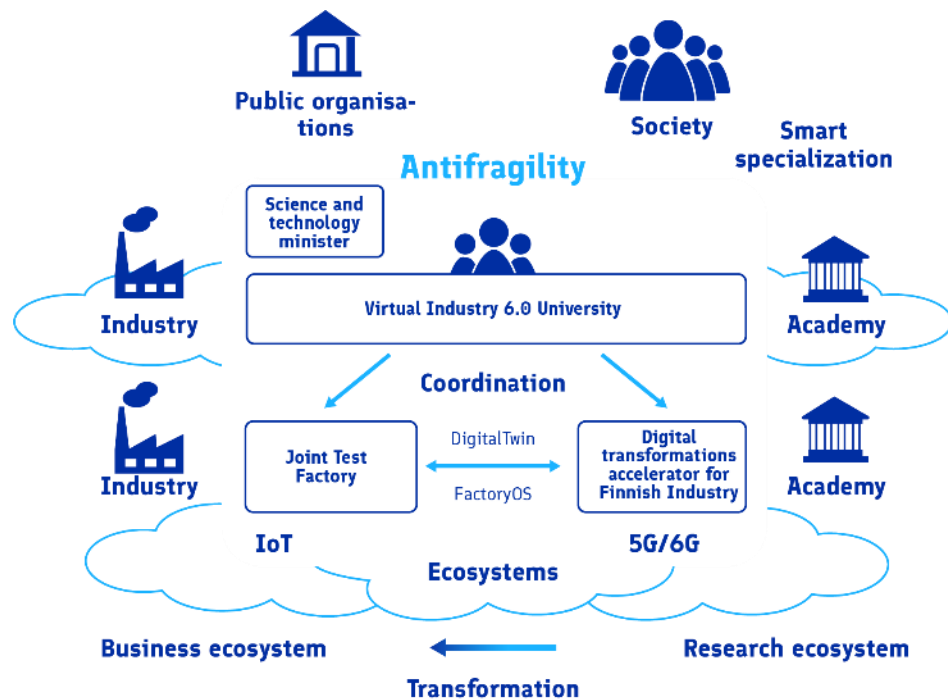 Public organisa-
tions
Society
Smart
specialization
Antifragility
Science and
technology
minister
Virtual Industry 6.0 University
Industry
Academy
Coordination
Industry
Joint Test
Factory
DigitalTwin
FactoryOS
Digital
transformations
accelerator for
Finnish Industry
Academy
IoT
5G/6G
Ecosystems
Business ecosystem
Research ecosystem
Transformation